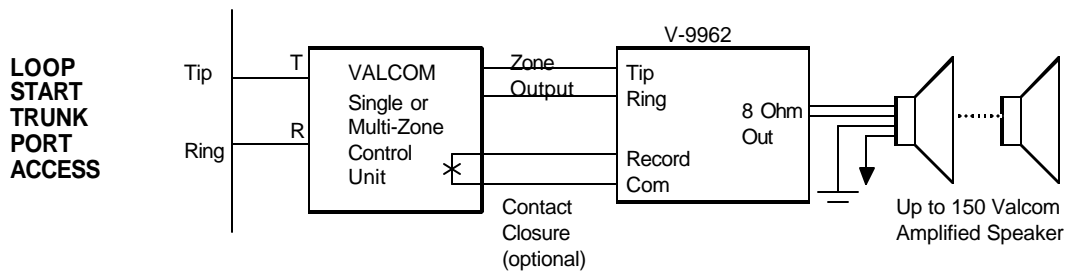 V-9962
LOOP
START
TRUNK
PORT
ACCESS
Tip
Ring
T
R
VALCOM
Single or
Multi-Zone
Control
Unit
Zone
Output
Contact
Closure
(optional)
Tip
Ring
Record
Com
8 Ohm
Out
Up to 150 Valcom
Amplified Speaker